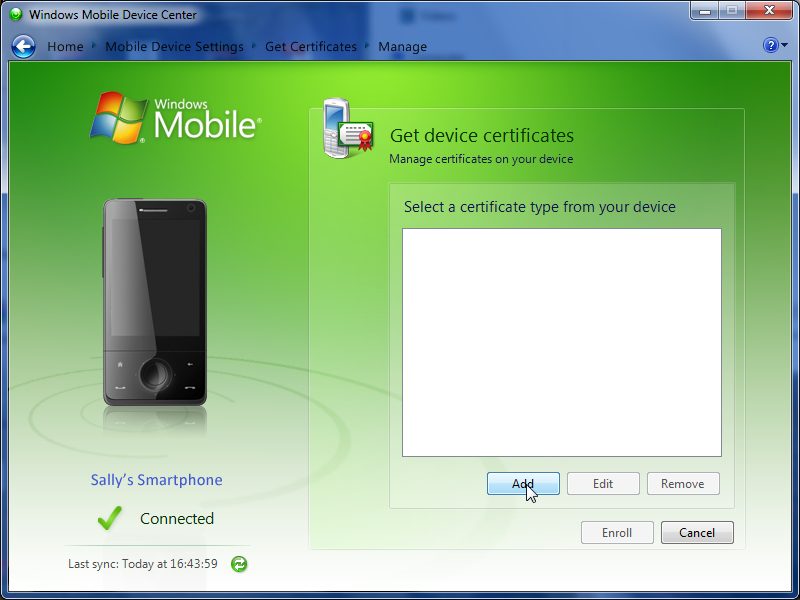 Windows Mobile Device Center
Home Mobile Device Settings Get Certificates Manage
Windows
Mobile®
Get device certificates
Manage certificates on your device
Select a certificate type from your device
Add Edit Remove
Sally's Smartphone
Connected
Enroll Cancel
Last sync: Today at 16:43:59